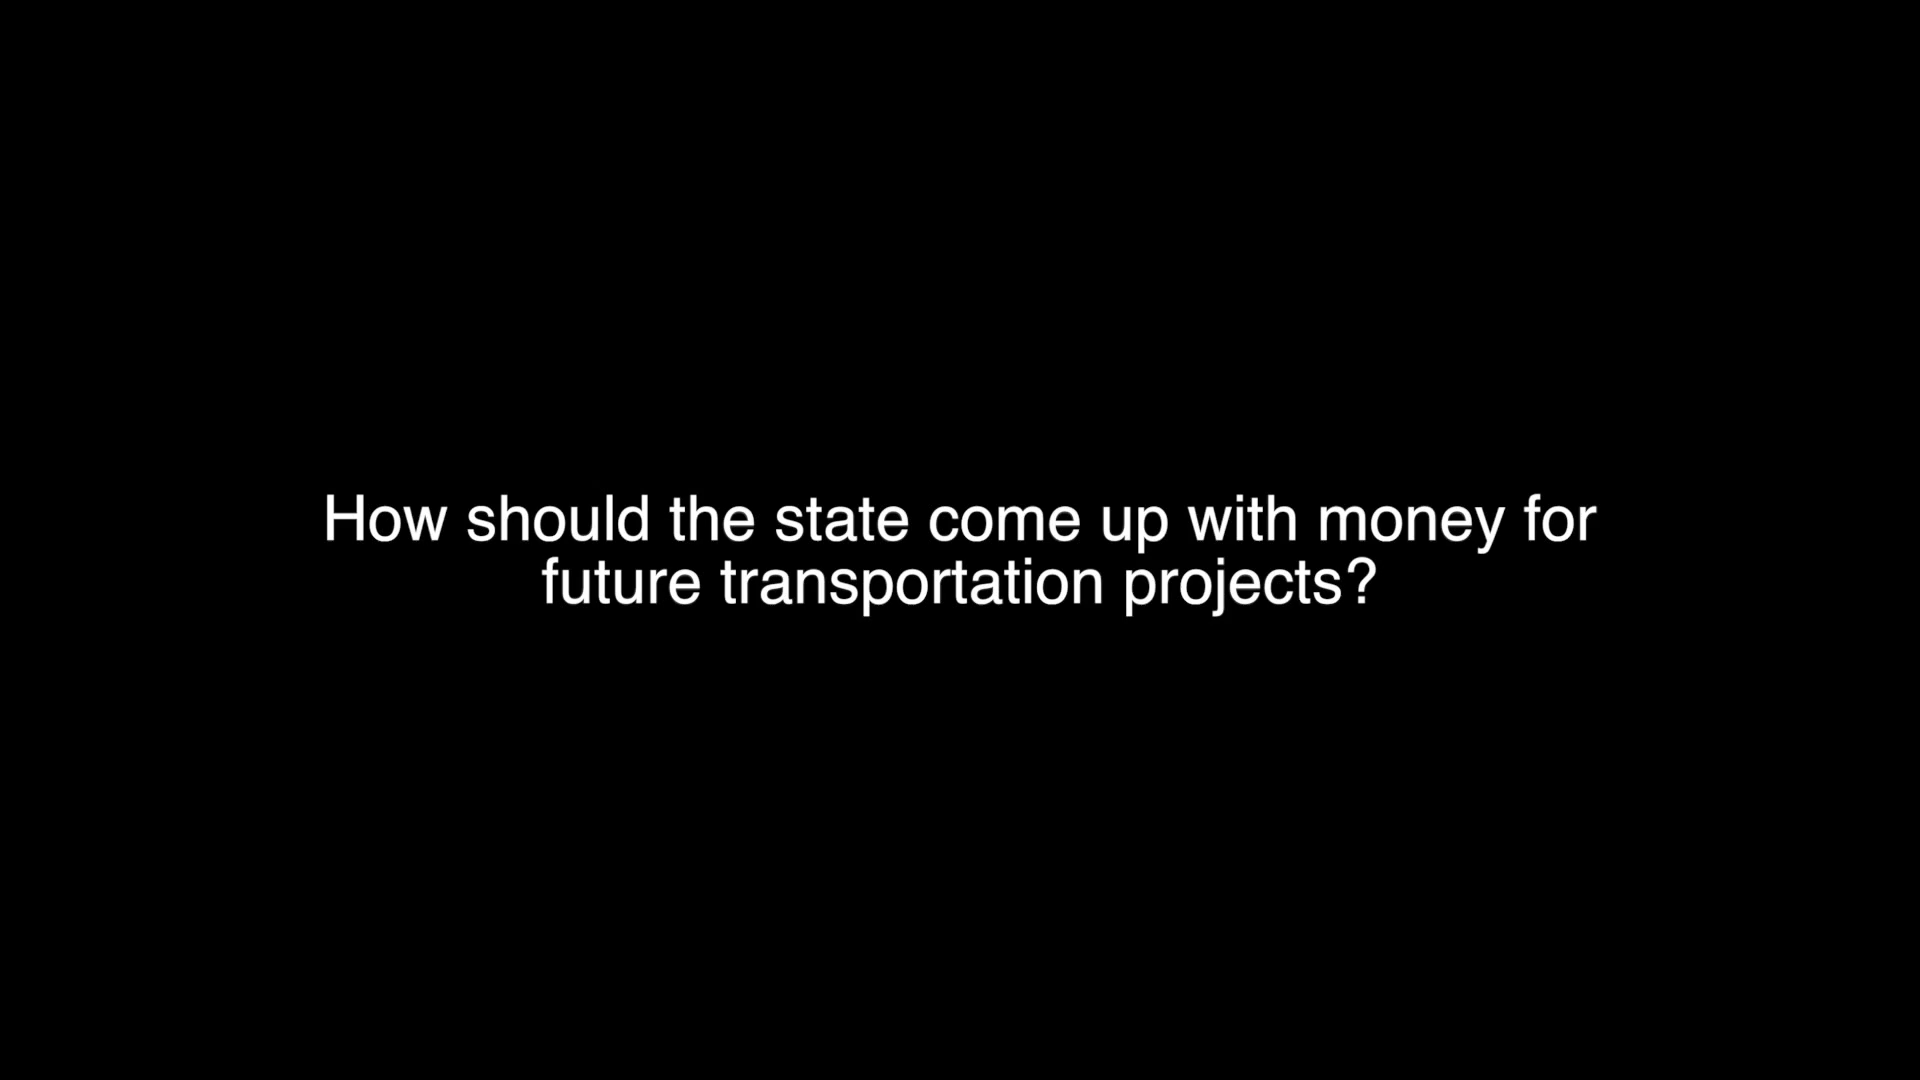 How should the state come up with money for
future transportation projects?